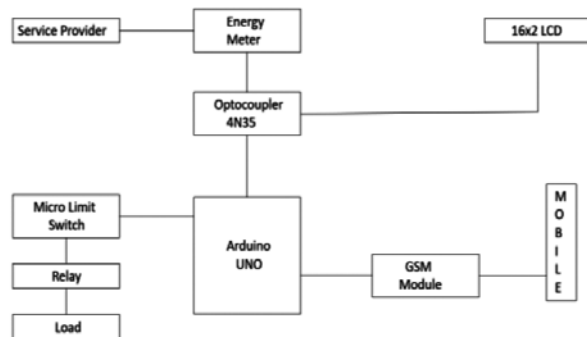 Service Provider
Energy
Meter
16x2 LCD
Optocoupler
4N35
Micro Limit
Switch
Arduino
UNO
Relay
Load
GSM
Module
M
O
B
I
L
E